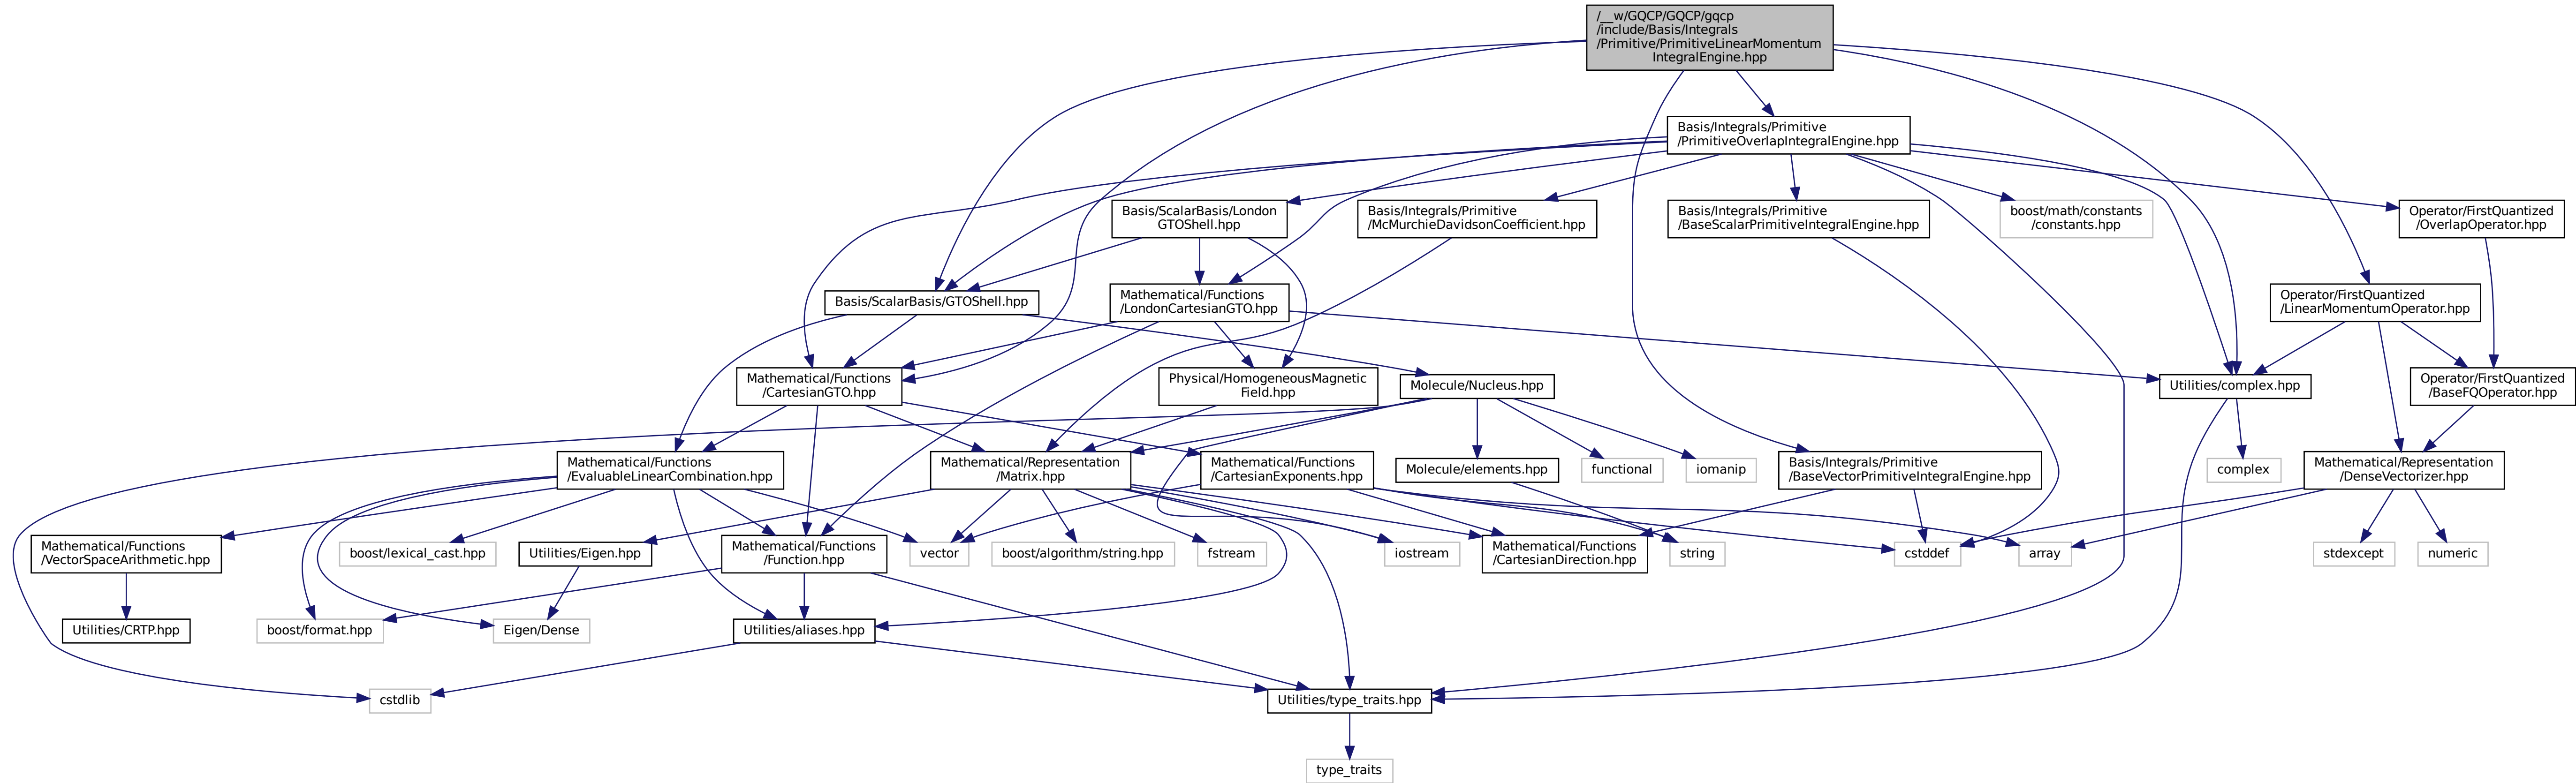 /__w/GQCP/GQCP/gqcp
/include/Basis/Integrals
/Primitive/PrimitiveLinearMomentum
IntegralEngine.hpp
Basis/Integrals/Primitive
/PrimitiveOverlapIntegralEngine.hpp
Basis/ScalarBasis/London
GTOShell.hpp
Basis/Integrals/Primitive
/McMurchieDavidsonCoefficient.hpp
Basis/Integrals/Primitive
/BaseScalarPrimitiveIntegralEngine.hpp
boost/math/constants
/constants.hpp
Operator/FirstQuantized
/OverlapOperator.hpp
Basis/ScalarBasis/GTOShell.hpp
Mathematical/Functions
/LondonCartesianGTO.hpp
Operator/FirstQuantized
/LinearMomentumOperator.hpp
Mathematical/Functions
/CartesianGTO.hpp
Physical/HomogeneousMagnetic
Field.hpp
Molecule/Nucleus.hpp
Utilities/complex.hpp
Operator/FirstQuantized
/BaseFQOperator.hpp
Mathematical/Functions
/EvaluableLinearCombination.hpp
Mathematical/Representation
/Matrix.hpp
Mathematical/Functions
/CartesianExponents.hpp
Molecule/elements.hpp
functional
iomanip
Basis/Integrals/Primitive
/BaseVectorPrimitiveIntegralEngine.hpp
complex
Mathematical/Representation
/DenseVectorizer.hpp
Mathematical/Functions
/VectorSpaceArithmetic.hpp
boost/lexical_cast.hpp
Utilities/Eigen.hpp
Mathematical/Functions
/Function.hpp
vector
boost/algorithm/string.hpp
fstream
iostream
Mathematical/Functions
/CartesianDirection.hpp
string
cstddef
array
stdexcept
numeric
Utilities/CRTP.hpp
boost/format.hpp
Eigen/Dense
Utilities/aliases.hpp
cstdlib
Utilities/type_traits.hpp
type_traits